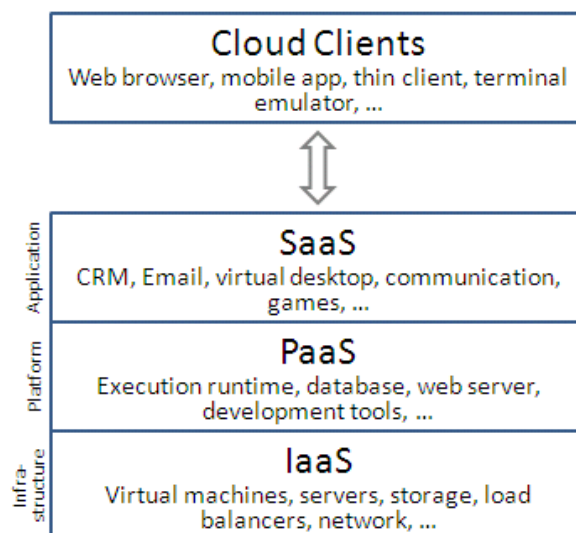 Cloud Clients
Web browser, mobile app, thin client, terminal
emulator, ...
Application
SaaS
CRM, Email, virtual desktop, communication,
games, ...
Platform
PaaS
Execution runtime, database, web server,
development tools, ...
Infra-
structure
IaaS
Virtual machines, servers, storage, load
balancers, network, ...